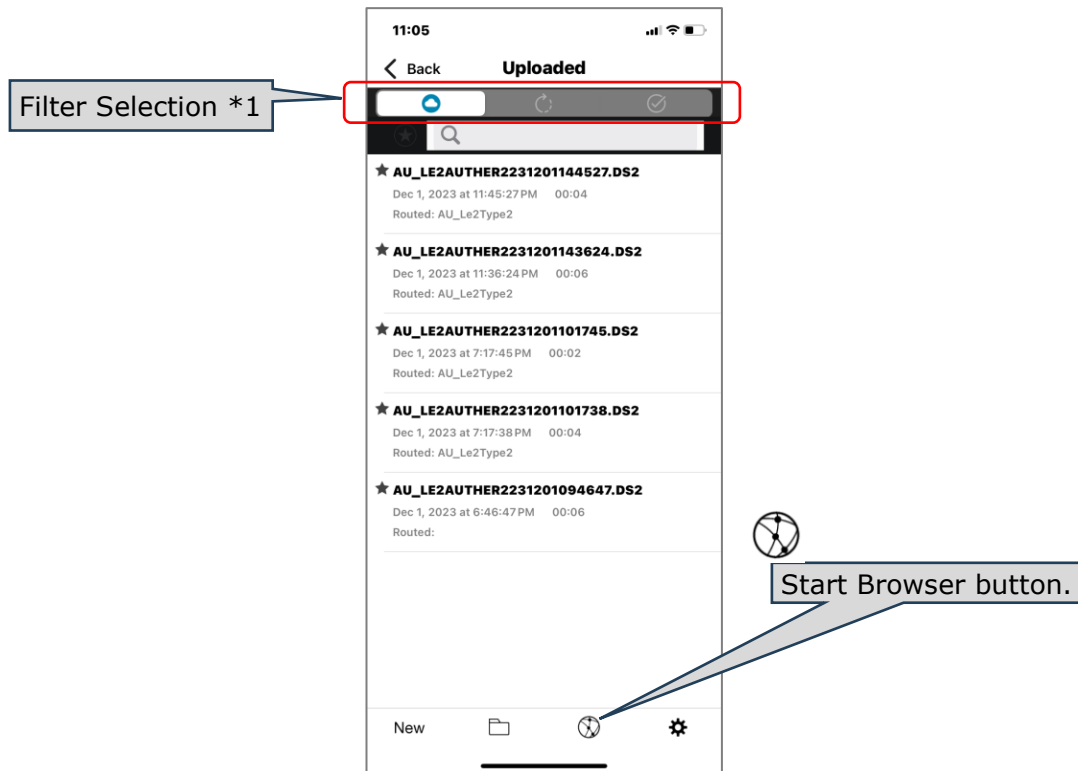 11:05
Back Uploaded
Filter Selection *1
AU_LE2AUTHER2231201144527.DS2
Dec 1, 2023 at 11:45:27 PM 00:04
Routed: AU_Le2Type2
AU_LE2AUTHER2231201143624.DS2
Dec 1, 2023 at 11:36:24 PM 00:06
Routed: AU_Le2Type2
AU_LE2AUTHER2231201101745.DS2
Dec 1, 2023 at 7:17:45 PM 00:02
Routed: AU_Le2Type2
AU_LE2AUTHER2231201101738.DS2
Dec 1, 2023 at 7:17:38 PM 00:04
Routed: AU_Le2Type2
AU_LE2AUTHER2231201094647.DS2
Dec 1, 2023 at 6:46:47 PM 00:06
Routed:
Start Browser button.
New